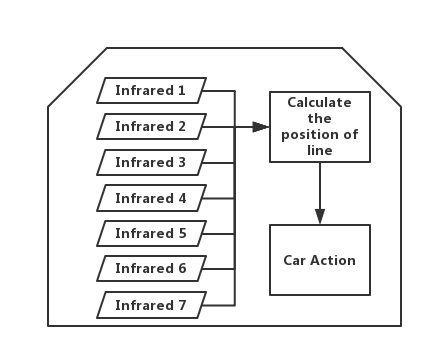 Infrared 1
Infrared 2
Infrared 3
Infrared 4
Infrared 5
Infrared 6
Infrared 7
Calculate
the
position of
line
Car Action